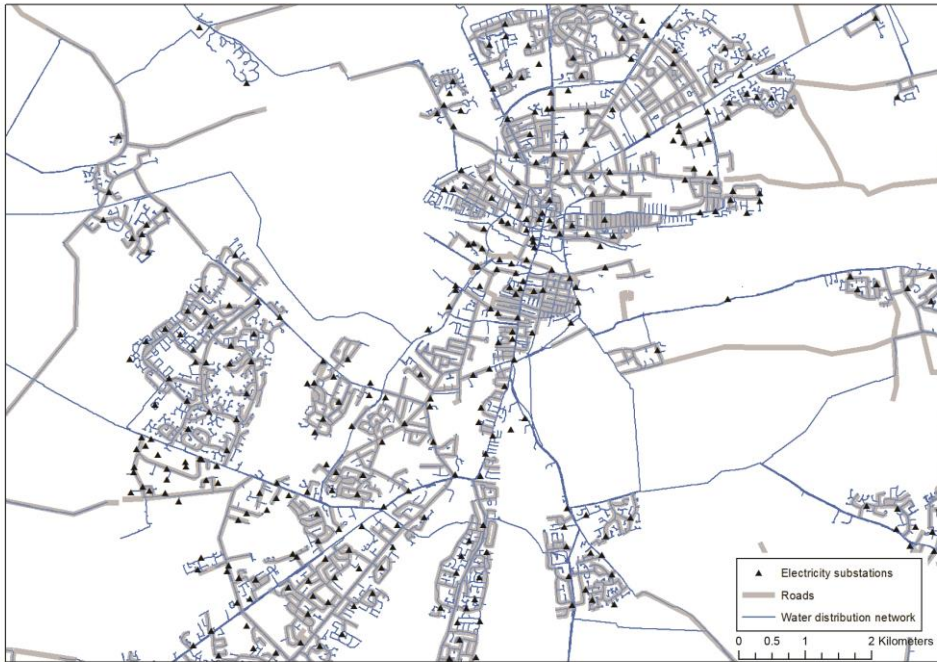 Electricity substations
Roads
Water distribution network
0 0.5 1 2 Kilometers